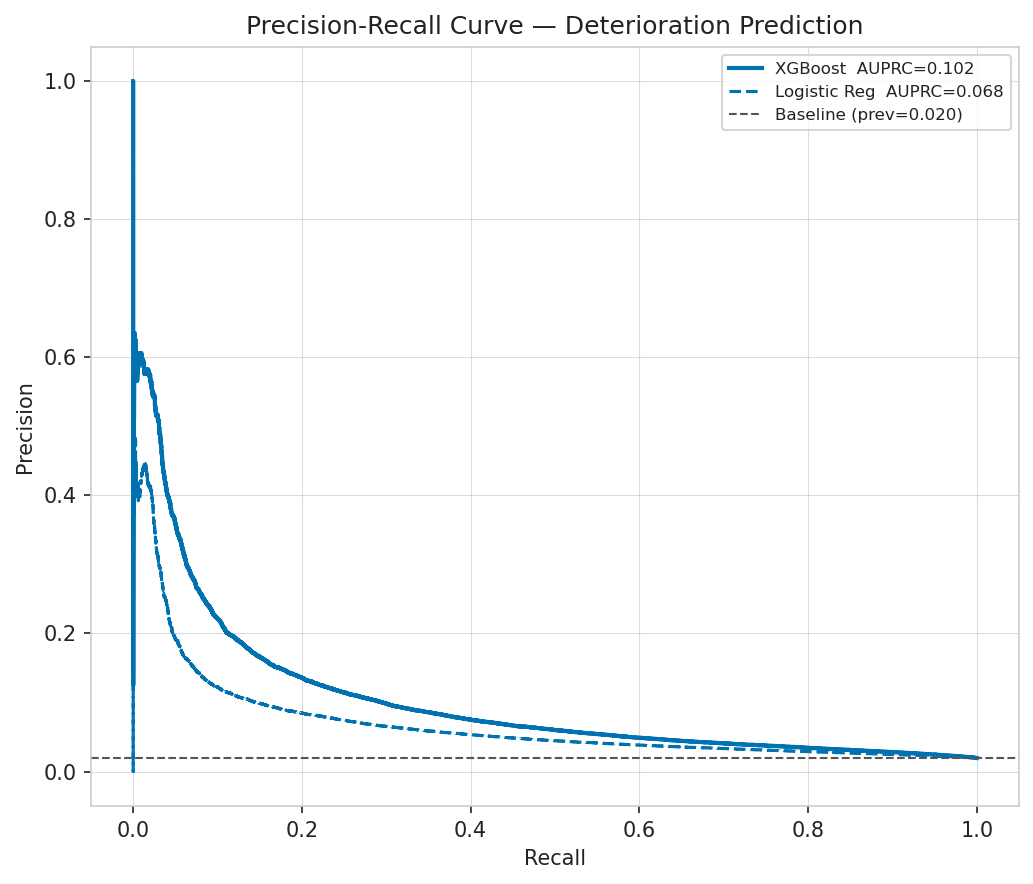 Precision-Recall Curve — Deterioration Prediction
XGBoost  AUPRC=0.102
Logistic Reg  AUPRC=0.068
Baseline (prev=0.020)
Precision
1.0
0.8
0.6
0.4
0.2
0.0
0.0 0.2 0.4 0.6 0.8 1.0
Recall